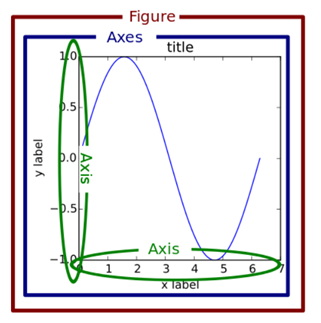 Figure
Axes
title
1.0
0.5
0.0
−0.5
−1.0
y label
Axis
Axis
1 2 3 4 5 6 7
x label